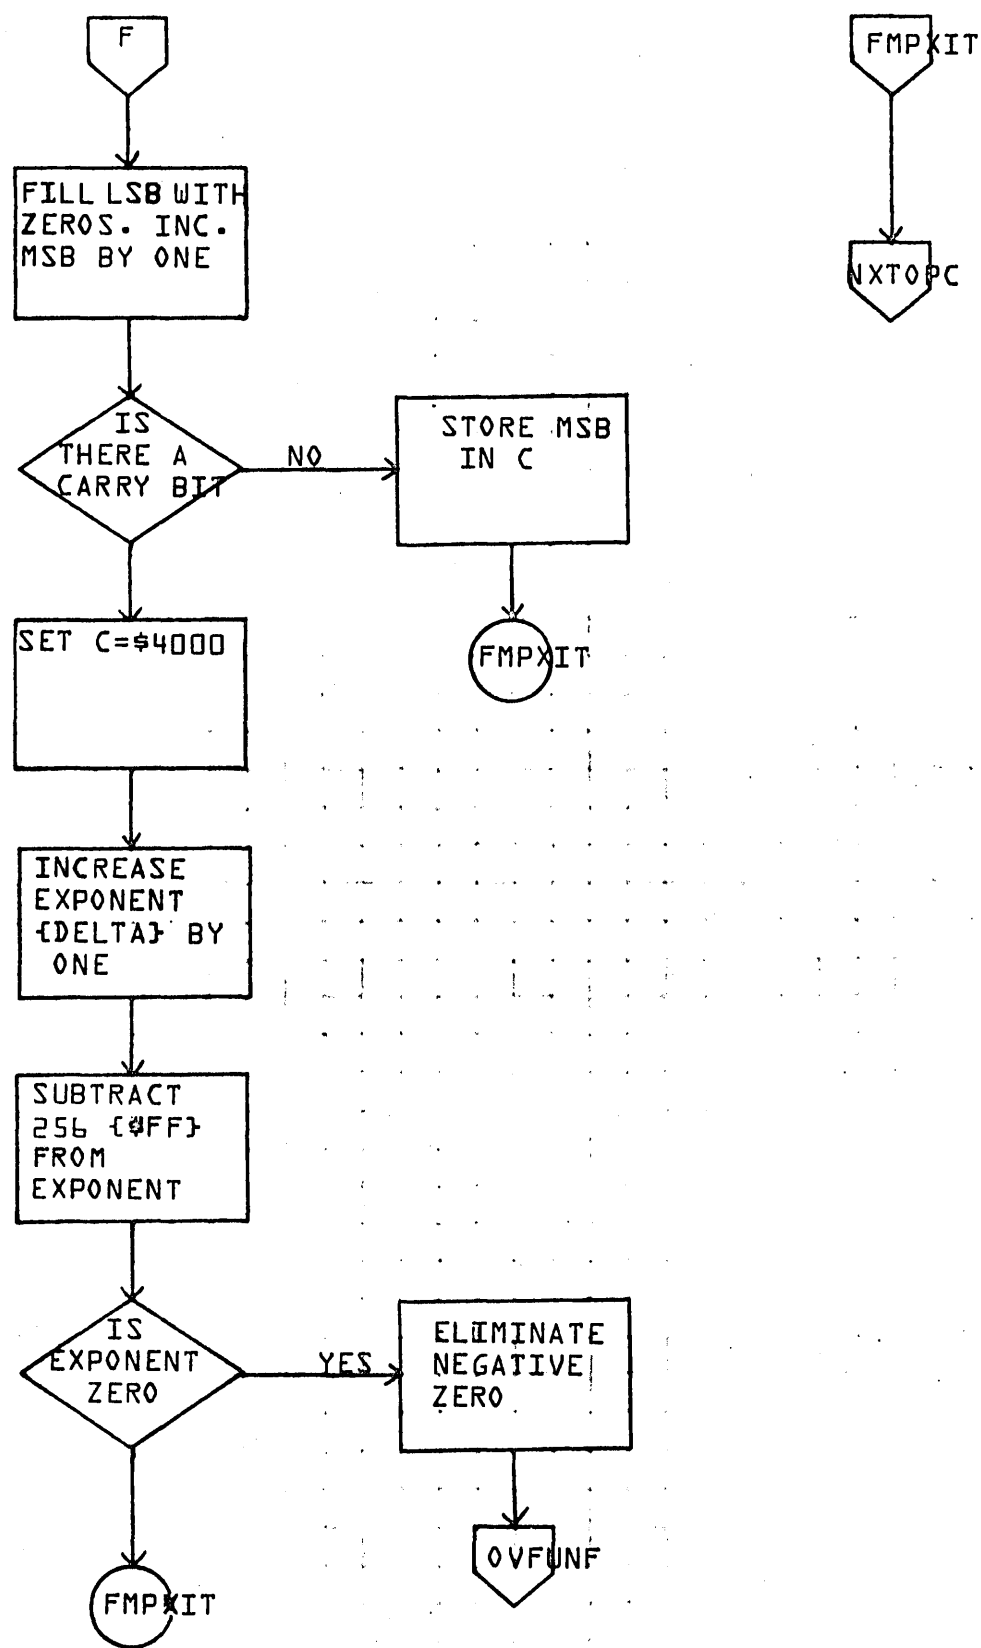 F
FILL LSB WITH
ZEROS. INC.
MSB BY ONE
IS
THERE A
CARRY BIT
NO
STORE MSB
IN C
FMPXIT
SET C=$4000
INCREASE
EXPONENT
{DELTA} BY
ONE
SUBTRACT
256 {$FF}
FROM
EXPONENT
IS
EXPONENT
ZERO
YES
ELIMINATE
NEGATIVE
ZERO
OVFUNF
FMPXIT
FMPXIT
NXTOPC